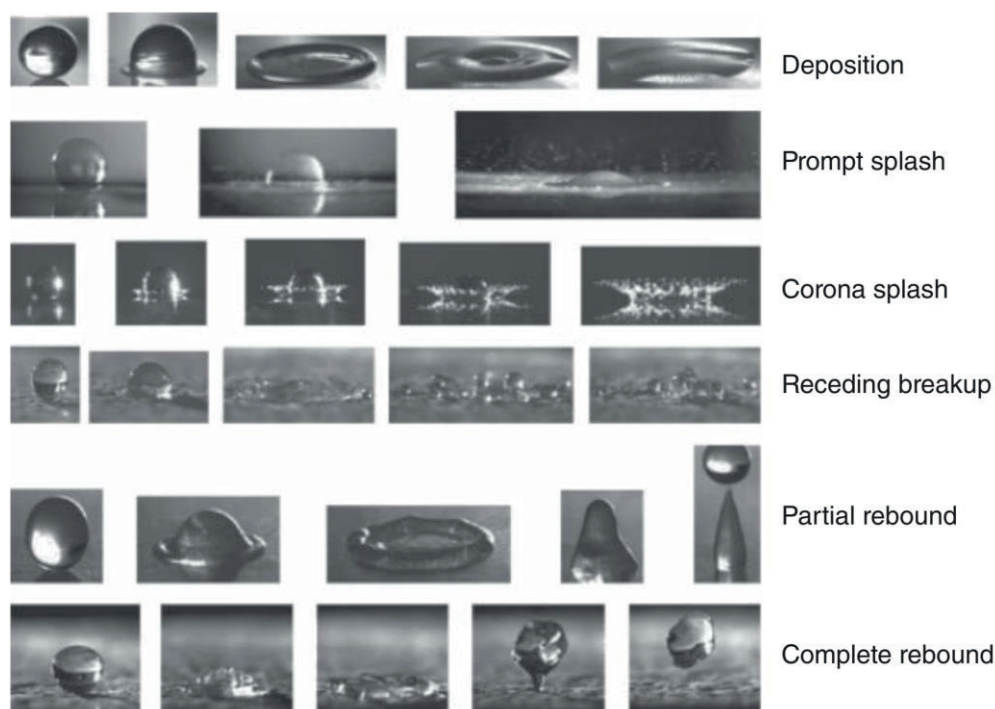 Deposition
Prompt splash
Corona splash
Receding breakup
Partial rebound
Complete rebound